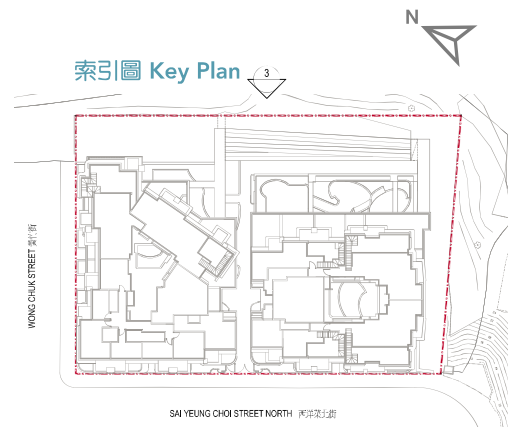 N
索引圖 Key Plan
3
WONG CHUK STREET 黃竹街
SAI YEUNG CHOI STREET NORTH 西洋菜北街